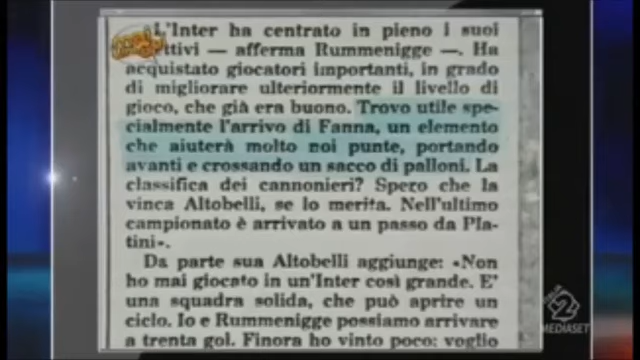 L'Inter ha centrato in pieno i suoi
ttivi — afferma Rummenigge —. Ha
acquistato giocatori importanti, in grado
di migliorare ulteriormente il livello di
gioco, che già era buono. Trovo utile spe-
cialmente l'arrivo di Fanna, un elemento
che aiuterà molto noi punte, portando
avanti e crossando un sacco di palloni. La
classifica dei cannonieri? Spero che la
vinca Altobelli, se lo merita. Nell'ultimo
campionato è arrivato a un passo da Pla-
tini».
Da parte sua Altobelli aggiunge: «Non
ho mai giocato in un'Inter così grande. E'
una squadra solida, che può aprire un
ciclo. Io e Rummenigge possiamo arrivare
a trenta gol. Finora ho vinto poco: voglio
2
MEDIASET